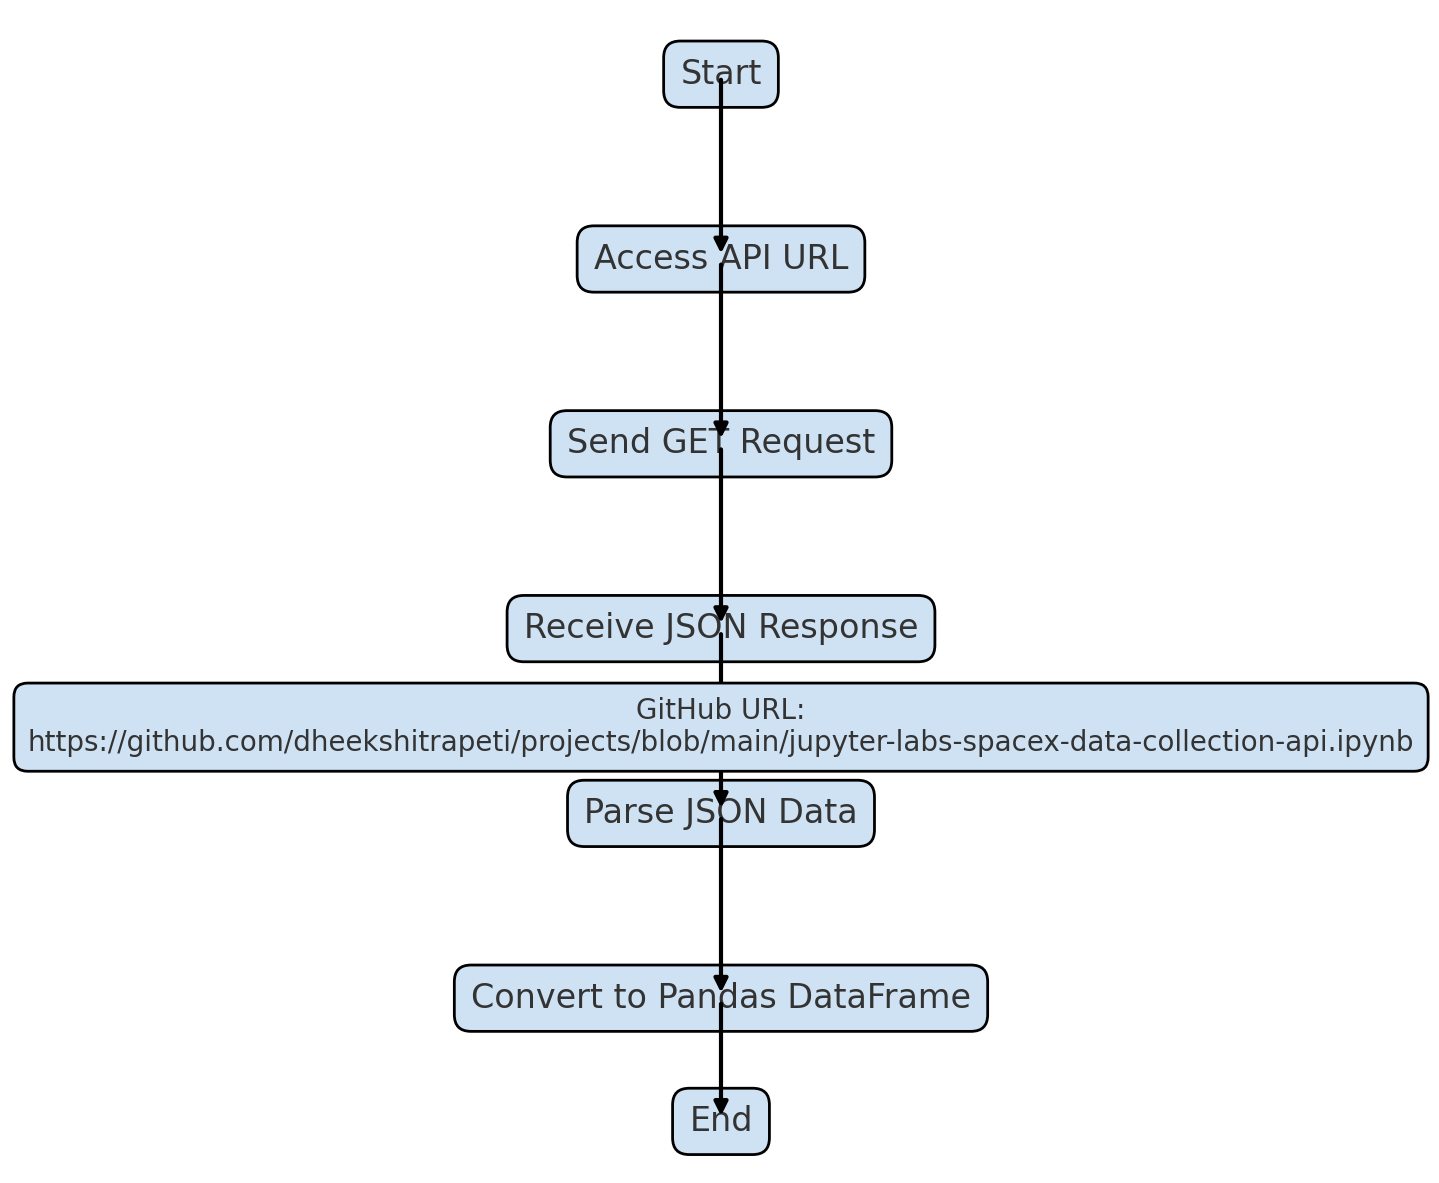 Start
Access API URL
Send GET Request
Receive JSON Response
GitHub URL:
https://github.com/dheekshitrapeti/projects/blob/main/jupyter-labs-spacex-data-collection-api.ipynb
Parse JSON Data
Convert to Pandas DataFrame
End